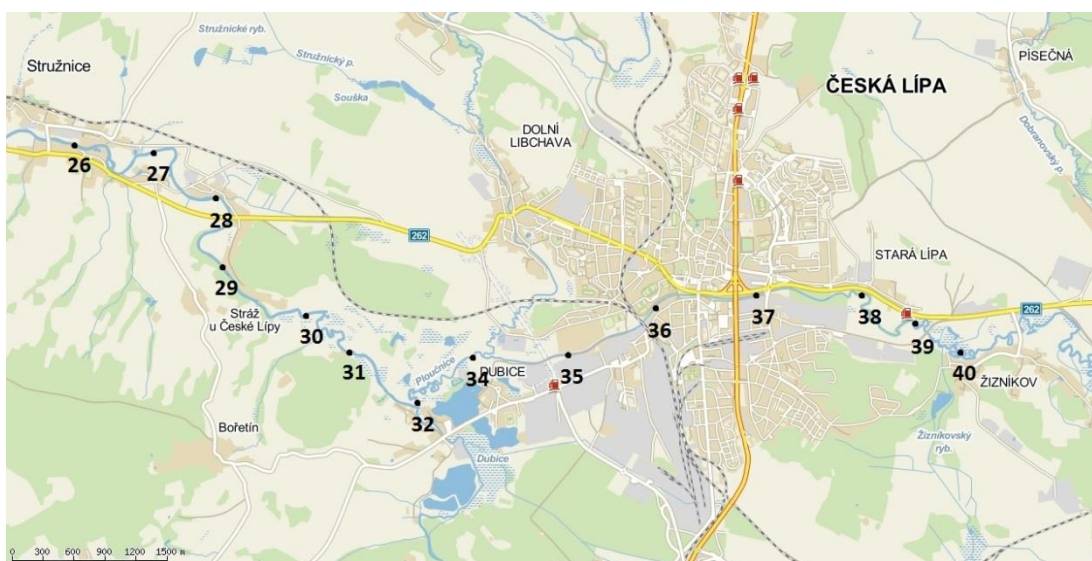 Stružnické ryb.
Stružnický p.
Souška
Stružnice
ČESKÁ LÍPA
PÍSEČNÁ
Dobranovský p.
DOLNÍ
LIBCHAVA
26
27
28
262
STARÁ LÍPA
29
Stráž
u České Lípy
30
31
Ploučnice
32
34
DUBICE
35
36
37
38
39
262
40
ŽIZNÍKOV
Žizníkovský
ryb.
Bořetín
Dubice
0 300 600 900 1200 1500 m